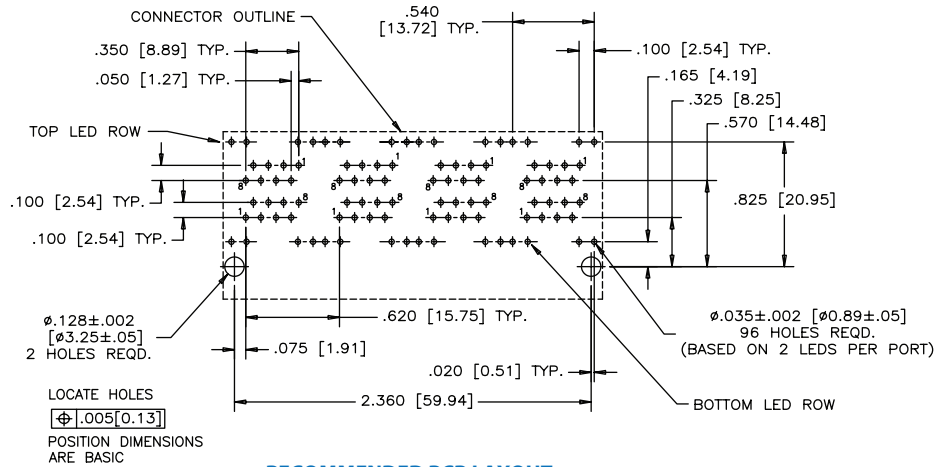 CONNECTOR OUTLINE
.540
[13.72] TYP.
.350 [8.89] TYP.
.100 [2.54] TYP.
.050 [1.27] TYP.
.165 [4.19]
.325 [8.25]
TOP LED ROW
.570 [14.48]
1 1 1 1
8 8 8 8
.100 [2.54] TYP.
.825 [20.95]
8 8 8 8
1 1 1 1
.100 [2.54] TYP.
ø.128±.002
[ø3.25±.05]
2 HOLES REQD.
.620 [15.75] TYP.
ø.035±.002 [ø0.89±.05]
96 HOLES REQD.
(BASED ON 2 LEDS PER PORT)
.075 [1.91]
.020 [0.51] TYP.
LOCATE HOLES
.005[0.13]
POSITION DIMENSIONS
ARE BASIC
2.360 [59.94]
BOTTOM LED ROW